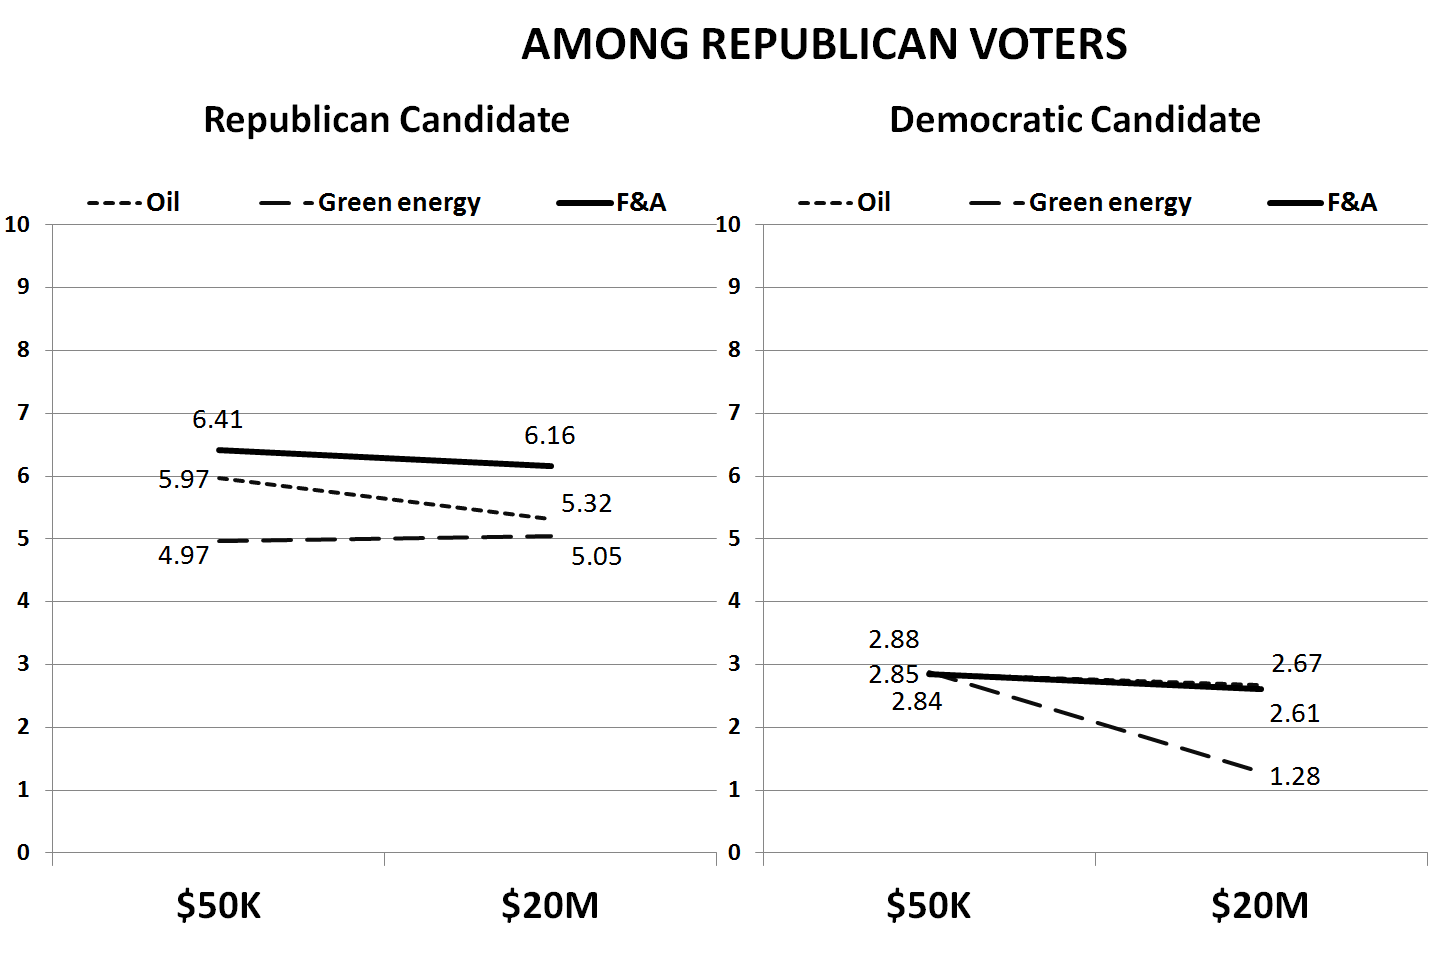 AMONG REPUBLICAN VOTERS
Republican Candidate
Oil
Green energy
F&A
10
9
8
7
6
5
4
3
2
1
0
6.41
6.16
5.97
5.32
4.97
5.05
$50K
$20M
Democratic Candidate
Oil
Green energy
F&A
10
9
8
7
6
5
4
3
2
1
0
2.88
2.85
2.84
2.67
2.61
1.28
$50K
$20M